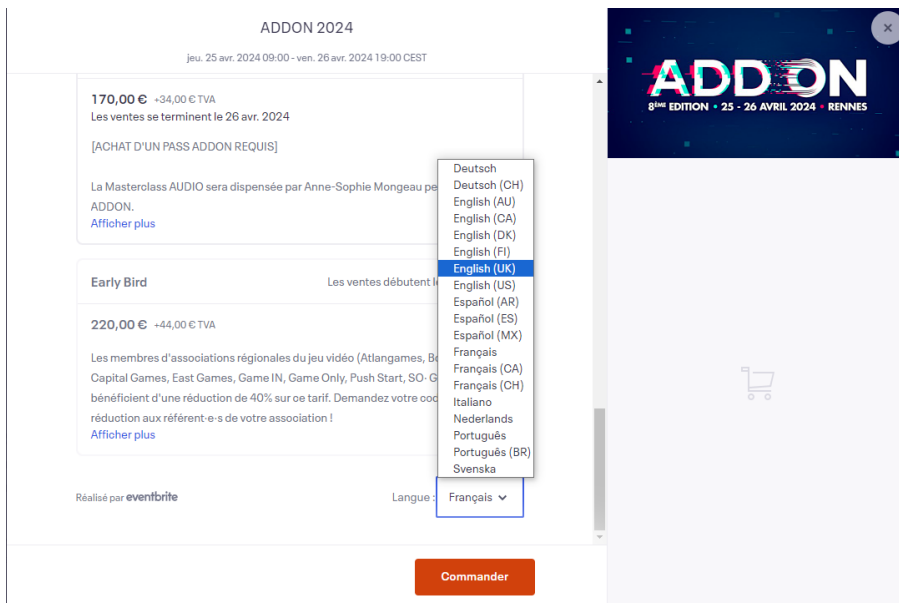 ADDON 2024
jeu. 25 avr. 2024 09:00 - ven. 26 avr. 2024 19:00 CEST
170,00 € +34,00 € TVA
Les ventes se terminent le 26 avr. 2024
[ACHAT D'UN PASS ADDON REQUIS]
La Masterclass AUDIO sera dispensée par Anne-Sophie Mongeau
ADDON.
Afficher plus
Early Bird
Les ventes débutent
220,00 € +44,00 € TVA
Les membres d'associations régionales du jeu vidéo (Atlangames,
Capital Games, East Games, Game IN, Game Only, Push Start,
bénéficient d'une réduction de 40% sur ce tarif. Demandez votre
réduction aux référent·e·s de votre association !
Afficher plus
Deutsch
Deutsch (CH)
English (AU)
English (CA)
English (DK)
English (FI)
English (UK)
English (US)
Español (AR)
Español (ES)
Español (MX)
Français
Français (CA)
Français (CH)
Italiano
Nederlands
Português
Português (BR)
Svenska
Réalisé par eventbrite
Langue :
Français
Commander
ADD ON
8ÈME EDITION • 25 - 26 AVRIL 2024 • RENNES